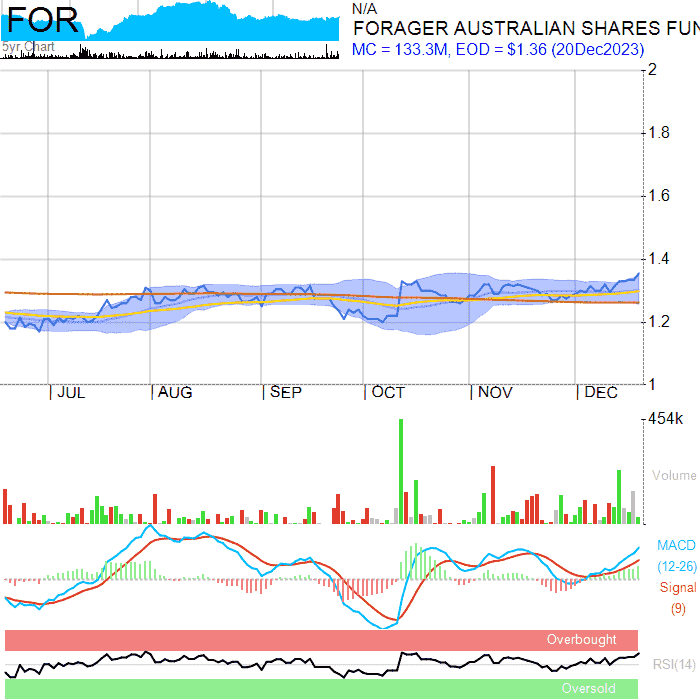 FOR
5yr Chart
N/A
FORAGER AUSTRALIAN SHARES FUN
MC = 133.3M, EOD = $1.36 (20Dec2023)
2
1.8
1.6
1.4
1.2
1
JUL AUG SEP OCT NOV DEC
454k
Volume
MACD
(12-26)
Signal
(9)
Overbought
RSI(14)
Oversold